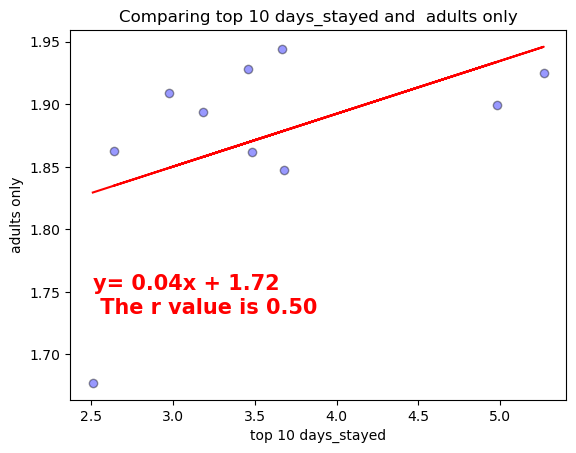 Comparing top 10 days_stayed and  adults only
1.95
1.90
1.85
1.80
1.75
1.70
adults only
y= 0.04x + 1.72
The r value is 0.50
2.5 3.0 3.5 4.0 4.5 5.0
top 10 days_stayed